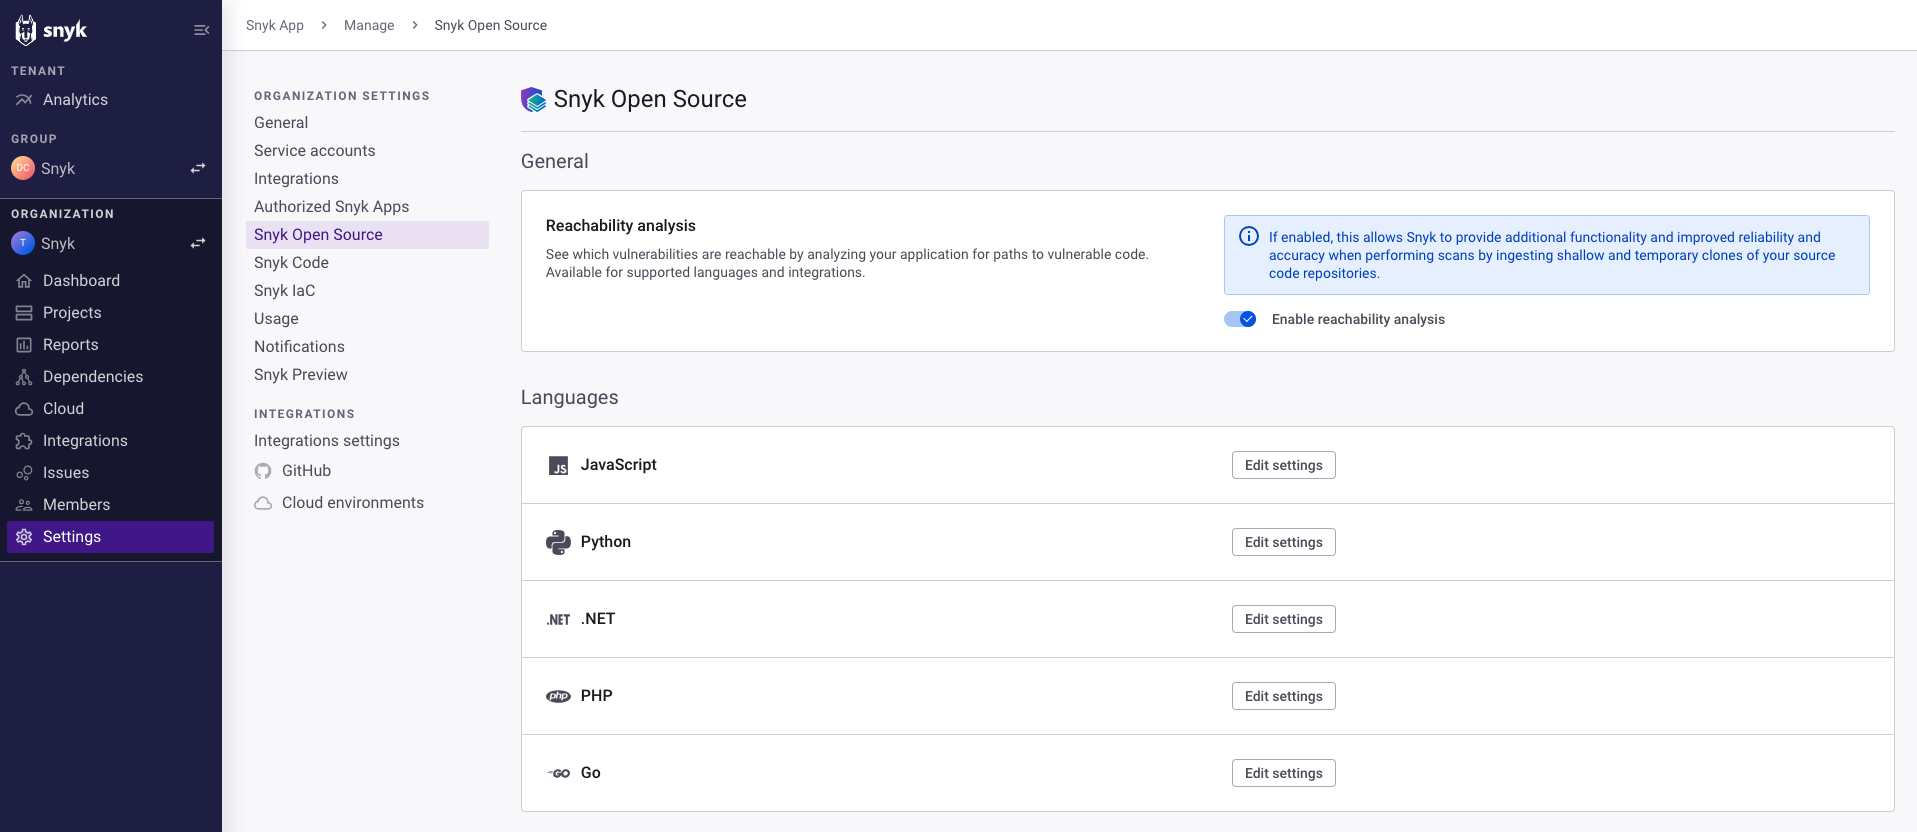 snyk
TENANT
Analytics
GROUP
DC
Snyk
ORGANIZATION
T
Snyk
Dashboard
Projects
Reports
Dependencies
Cloud
Integrations
Issues
Members
Settings
Snyk App > Manage > Snyk Open Source
ORGANIZATION SETTINGS
General
Service accounts
Integrations
Authorized Snyk Apps
Snyk Open Source
Snyk Code
Snyk IaC
Usage
Notifications
Snyk Preview
INTEGRATIONS
Integrations settings
GitHub
Cloud environments
Snyk Open Source
General
Reachability analysis
See which vulnerabilities are reachable by analyzing your application for paths to vulnerable code.
Available for supported languages and integrations.
If enabled, this allows Snyk to provide additional functionality and improved reliability and
accuracy when performing scans by ingesting shallow and temporary clones of your source
code repositories.
Enable reachability analysis
Languages
JS JavaScript
Edit settings
Python
Edit settings
.NET .NET
Edit settings
php PHP
Edit settings
GO Go
Edit settings